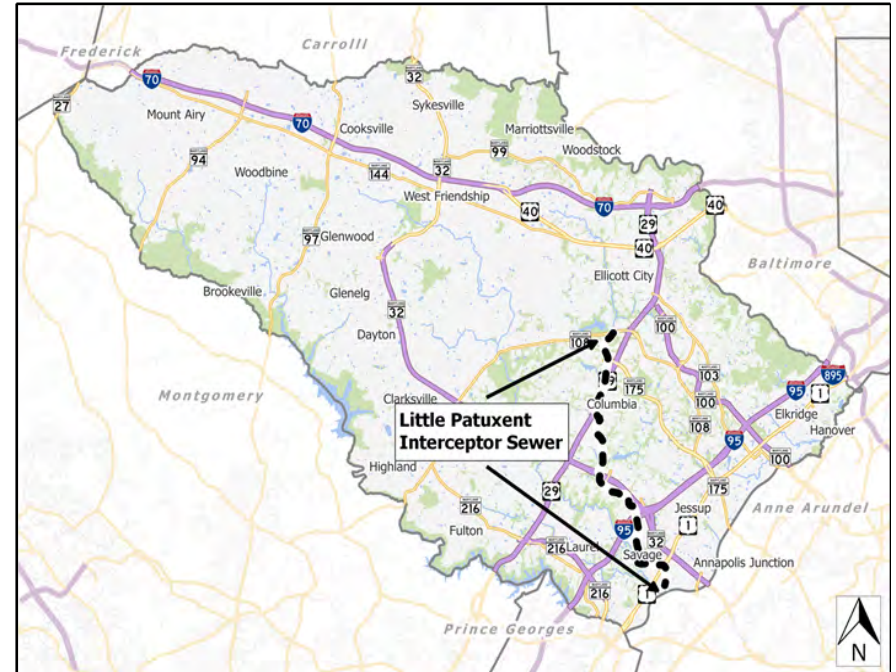 Frederick
Carrolll
70
32
27
Mount Airy
Sykesville
70
Cooksville
Marriottsville
94
99
Woodstock
Woodbine
144
32
West Friendship
70
40
29
40
97
Glenwood
40
Ellicott City
Baltimore
Brookeville
Glenelg
32
Dayton
108
100
103
895
Montgomery
175
95
1
Clarksville
Columbia
100
Elkridge
Little Patuxent
Interceptor Sewer
108
95
Hanover
100
Highland
175
29
Anne Arundel
216
Jessup
1
Fulton
95
32
216
Laurel
Savage
Annapolis Junction
216
1
Prince Georges
N